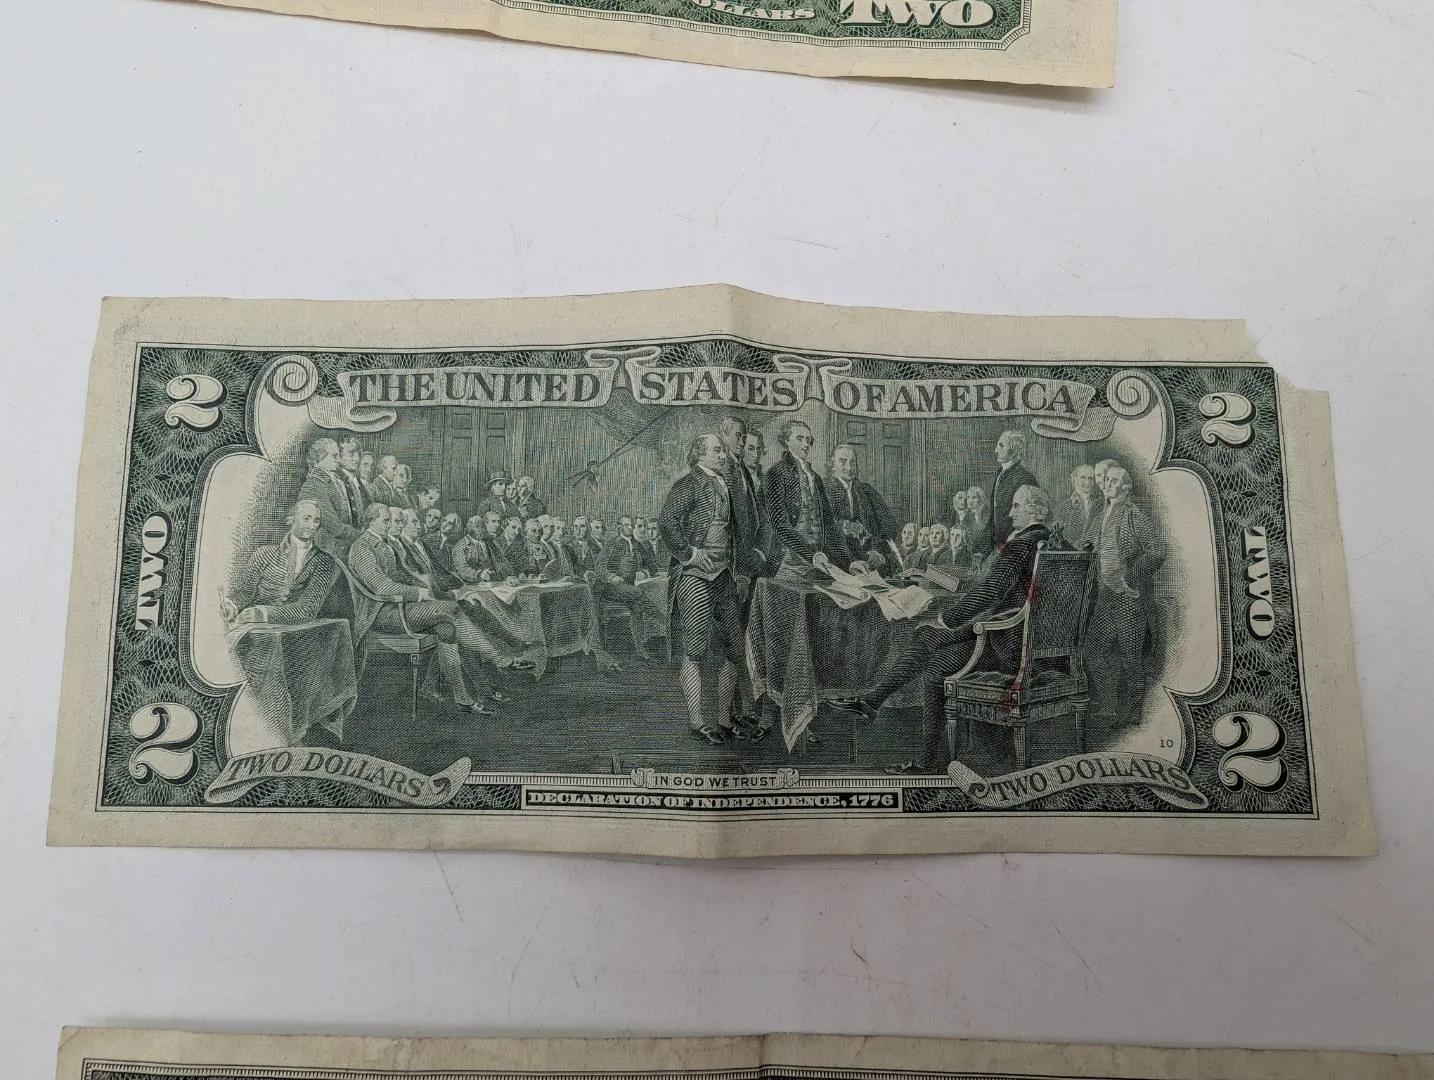 DOLLARS TWO
THE UNITED STATES OF AMERICA
2 2
TWO TWO
2 2
10
TWO DOLLARS TWO DOLLARS
IN GOD WE TRUST
DECLARATION OF INDEPENDENCE, 1776